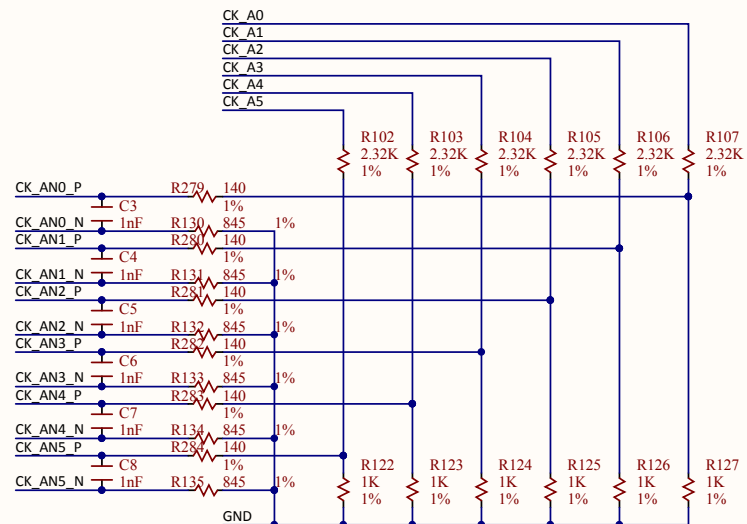 CK_A0
CK_A1
CK_A2
CK_A3
CK_A4
CK_A5
R102 R103 R104 R105 R106 R107
2.32K 2.32K 2.32K 2.32K 2.32K 2.32K
1% 1% 1% 1% 1% 1%
CK_AN0_P R279 140
C3 1%
CK_AN0_N 1nF R130 845 1%
CK_AN1_P R280 140
C4 1%
CK_AN1_N 1nF R131 845 1%
CK_AN2_P R281 140
C5 1%
CK_AN2_N 1nF R132 845 1%
CK_AN3_P R282 140
C6 1%
CK_AN3_N 1nF R133 845 1%
CK_AN4_P R283 140
C7 1%
CK_AN4_N 1nF R134 845 1%
CK_AN5_P R284 140
C8 1%
CK_AN5_N 1nF R135 845 1%
R122 R123 R124 R125 R126 R127
1K 1K 1K 1K 1K 1K
1% 1% 1% 1% 1% 1%
GND